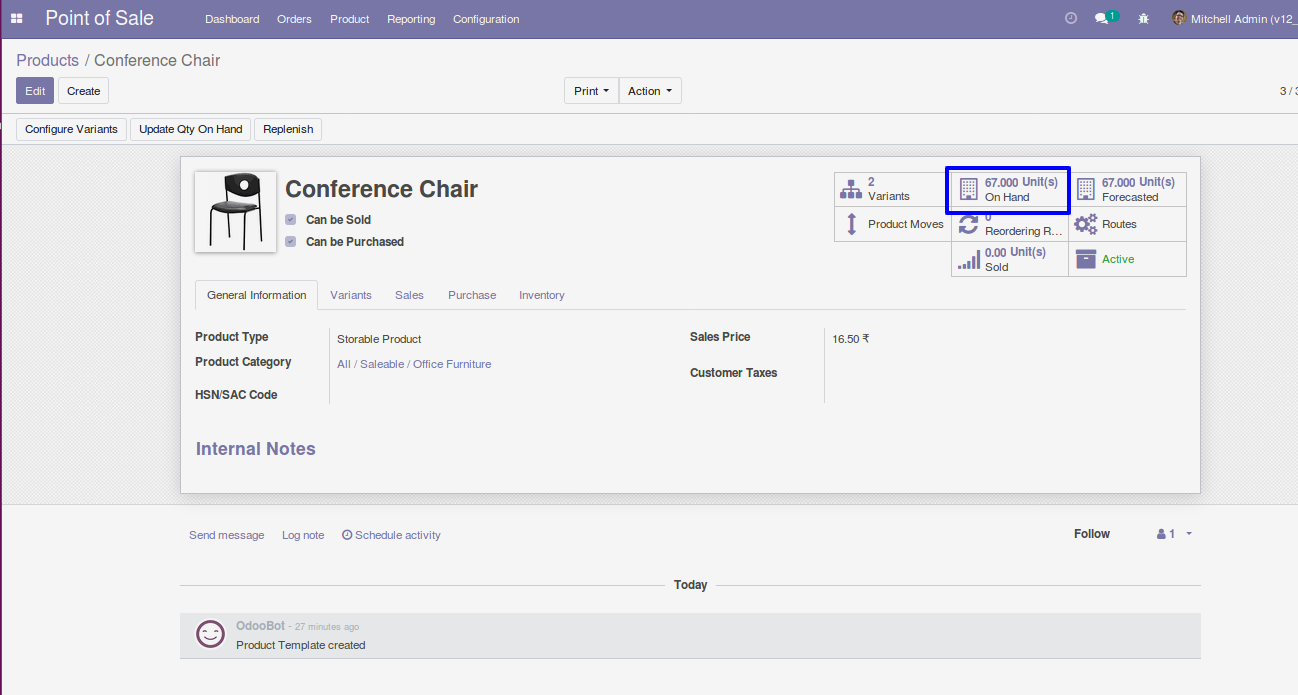 Point of Sale Dashboard Orders Product Reporting Configuration 1 Mitchell Admin (v12_
Products / Conference Chair
Edit Create Print Action 3 /
Configure Variants Update Qty On Hand Replenish
Conference Chair
Can be Sold
Can be Purchased
2
Variants
67.000 Unit(s)
On Hand
67.000 Unit(s)
Forecasted
Product Moves
0
Reordering R...
Routes
0.00 Unit(s)
Sold
Active
General Information Variants Sales Purchase Inventory
Product Type Storable Product
Product Category All / Saleable / Office Furniture
HSN/SAC Code
Sales Price 16.50 ₹
Customer Taxes
Internal Notes
Send message Log note Schedule activity Follow 1
Today
OdooBot - 27 minutes ago
Product Template created